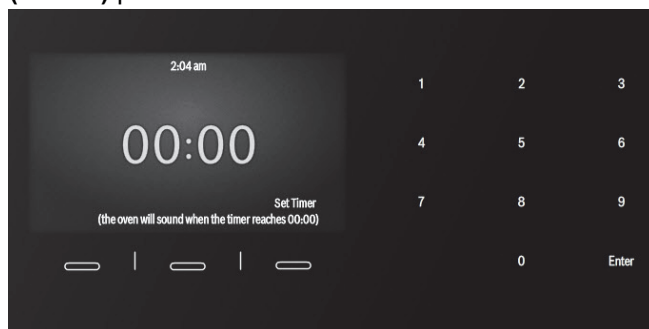 2:04 am
00:00
Set Timer
(the oven will sound when the timer reaches 00:00)
1 2 3
4 5 6
7 8 9
0 Enter